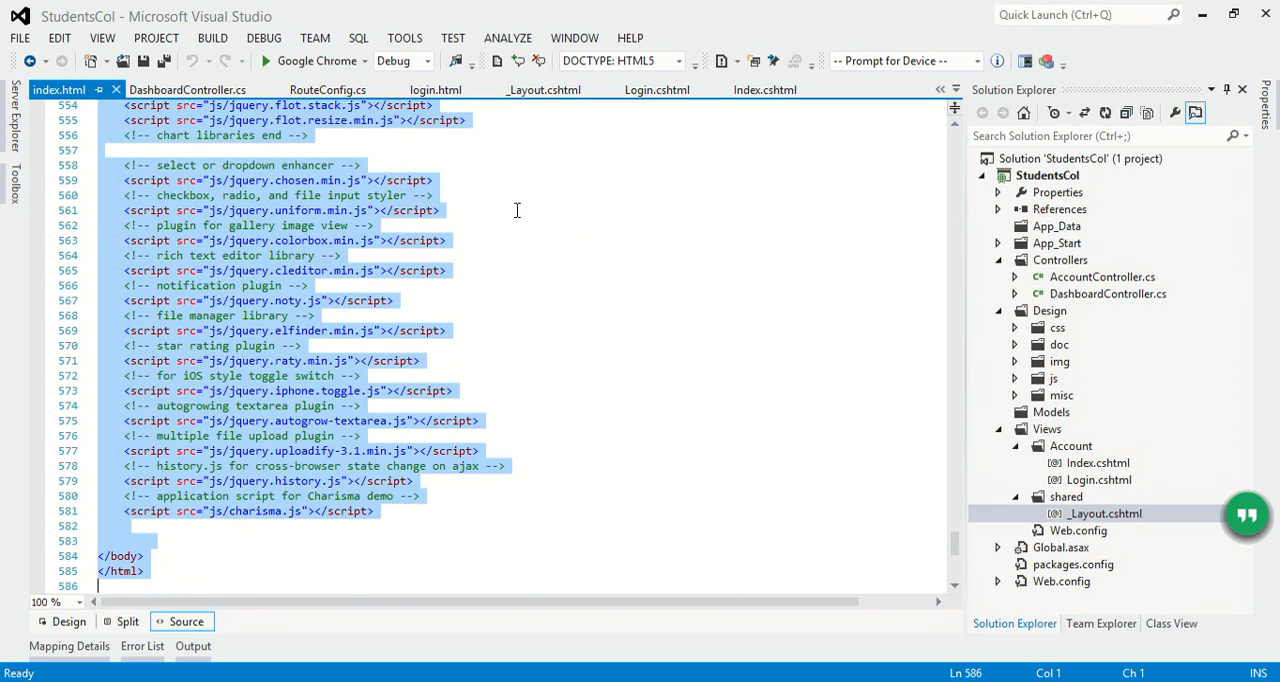 StudentsCol - Microsoft Visual Studio
Quick Launch (Ctrl+Q)
FILE EDIT VIEW PROJECT BUILD DEBUG TEAM SQL TOOLS TEST ANALYZE WINDOW HELP
Google Chrome Debug DOCTYPE: HTML5 -- Prompt for Device --
index.html DashboardController.cs RouteConfig.cs login.html _Layout.cshtml Login.cshtml Index.cshtml
Server Explorer
Toolbox
554 <script src="js/jquery.flot.stack.js"></script>
555 <script src="js/jquery.flot.resize.min.js"></script>
556 <!-- chart libraries end -->
557
558 <!-- select or dropdown enhancer -->
559 <script src="js/jquery.chosen.min.js"></script>
560 <!-- checkbox, radio, and file input styler -->
561 <script src="js/jquery.uniform.min.js"></script>
562 <!-- plugin for gallery image view -->
563 <script src="js/jquery.colorbox.min.js"></script>
564 <!-- rich text editor library -->
565 <script src="js/jquery.cleditor.min.js"></script>
566 <!-- notification plugin -->
567 <script src="js/jquery.noty.js"></script>
568 <!-- file manager library -->
569 <script src="js/jquery.elfinder.min.js"></script>
570 <!-- star rating plugin -->
571 <script src="js/jquery.raty.min.js"></script>
572 <!-- for iOS style toggle switch -->
573 <script src="js/jquery.iphone.toggle.js"></script>
574 <!-- autogrowing textarea plugin -->
575 <script src="js/jquery.autogrow-textarea.js"></script>
576 <!-- multiple file upload plugin -->
577 <script src="js/jquery.uploadify-3.1.min.js"></script>
578 <!-- history.js for cross-browser state change on ajax -->
579 <script src="js/jquery.history.js"></script>
580 <!-- application script for Charisma demo -->
581 <script src="js/charisma.js"></script>
582
583
584 </body>
585 </html>
586
100 %
Design Split Source
Mapping Details Error List Output
Solution Explorer
Search Solution Explorer (Ctrl+;)
Solution 'StudentsCol' (1 project)
StudentsCol
Properties
References
App_Data
App_Start
Controllers
AccountController.cs
DashboardController.cs
Design
css
doc
img
js
misc
Models
Views
Account
Index.cshtml
Login.cshtml
shared
_Layout.cshtml
Web.config
Global.asax
packages.config
Web.config
Solution Explorer Team Explorer Class View
Properties
Ready Ln 586 Col 1 Ch 1 INS